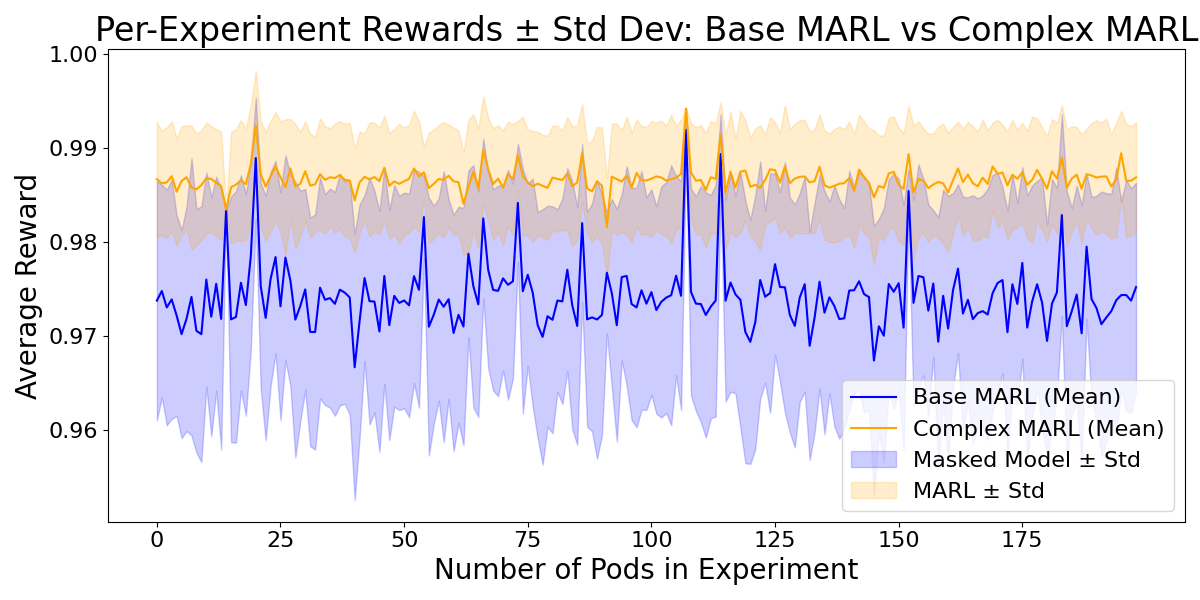 Per-Experiment Rewards ± Std Dev: Base MARL vs Complex MARL
Average Reward
1.00
0.99
0.98
0.97
0.96
0 25 50 75 100 125 150 175
Number of Pods in Experiment
Base MARL (Mean)
Complex MARL (Mean)
Masked Model ± Std
MARL ± Std